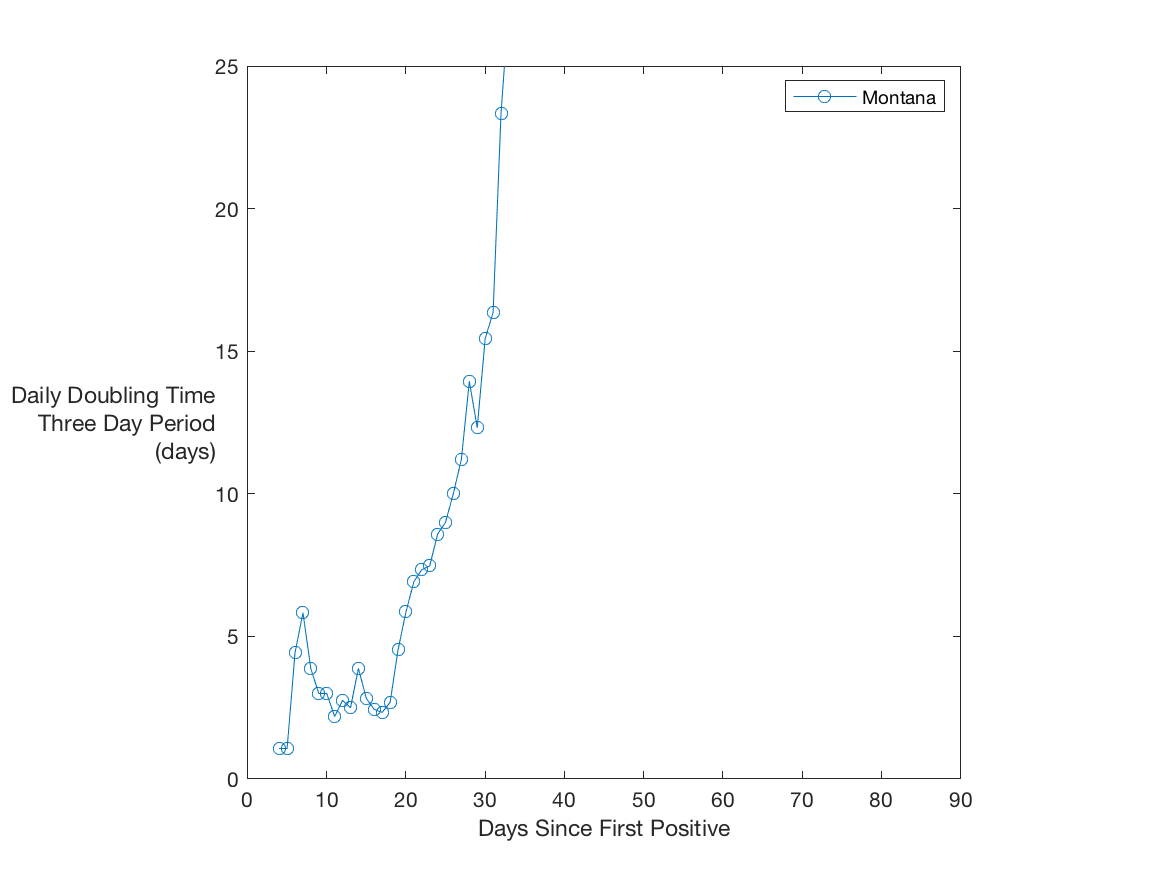 25
20
15
10
5
0
Daily Doubling Time
Three Day Period
(days)
Montana
0 10 20 30 40 50 60 70 80 90
Days Since First Positive